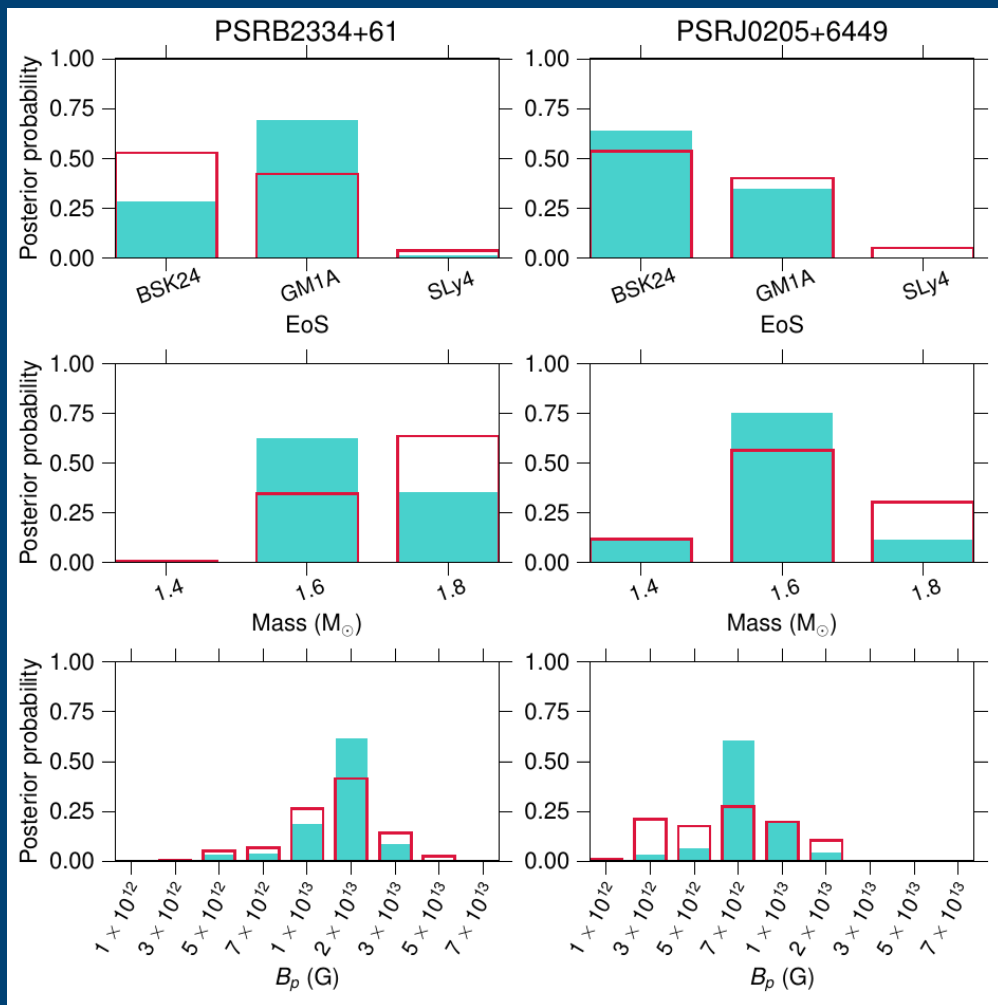 PSRB2334+61
PSRJ0205+6449
Posterior probability
1.00
0.75
0.50
0.25
0.00
BSK24
GM1A
SLy4
EoS
1.00
0.75
0.50
0.25
0.00
BSK24
GM1A
SLy4
EoS
Posterior probability
1.00
0.75
0.50
0.25
0.00
1.4
1.6
1.8
Mass (M☉)
1.00
0.75
0.50
0.25
0.00
1.4
1.6
1.8
Mass (M☉)
Posterior probability
1.00
0.75
0.50
0.25
0.00
1 × 10¹²
3 × 10¹²
5 × 10¹²
7 × 10¹²
1 × 10¹³
2 × 10¹³
3 × 10¹³
5 × 10¹³
7 × 10¹³
Bₚ (G)
1.00
0.75
0.50
0.25
0.00
1 × 10¹²
3 × 10¹²
5 × 10¹²
7 × 10¹²
1 × 10¹³
2 × 10¹³
3 × 10¹³
5 × 10¹³
7 × 10¹³
Bₚ (G)